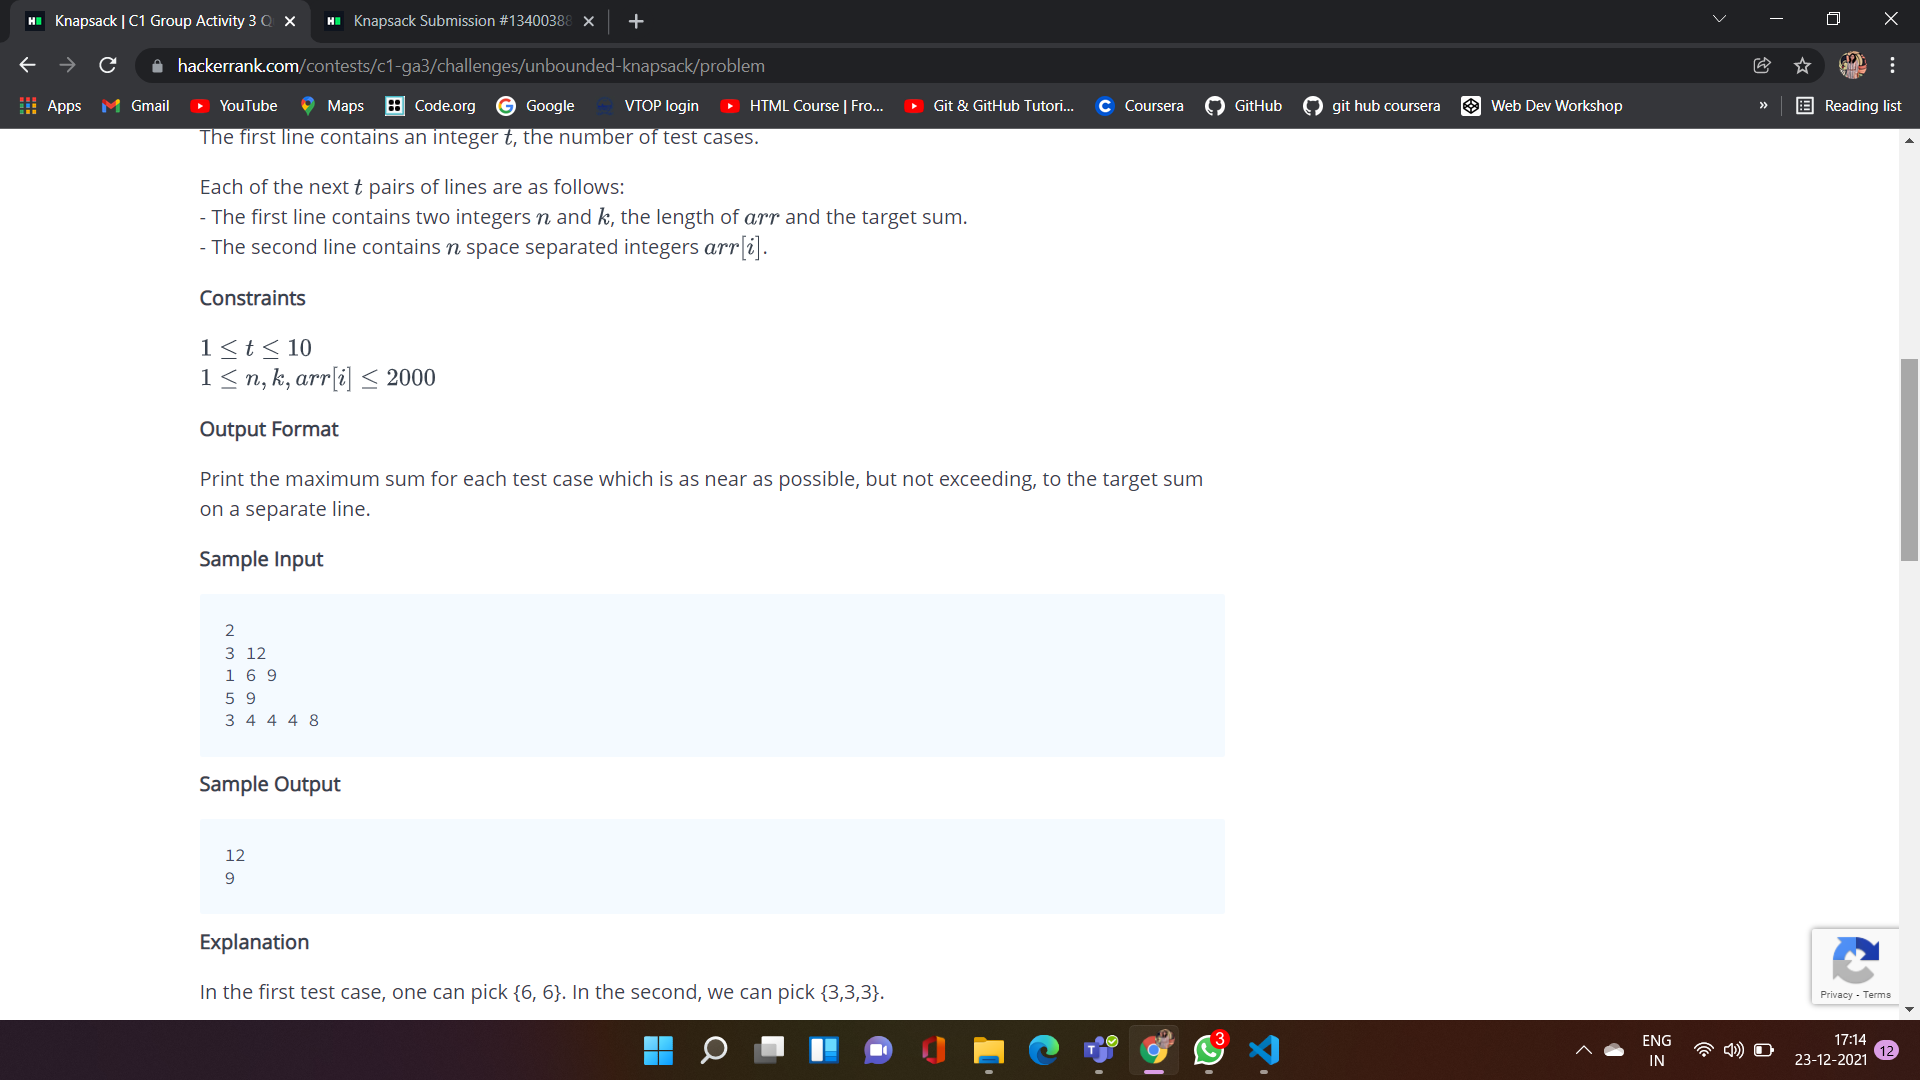 Knapsack | C1 Group Activity 3 Q
Knapsack Submission #13400388
hackerrank.com/contests/c1-ga3/challenges/unbounded-knapsack/problem
Apps Gmail YouTube Maps Code.org Google VTOP login HTML Course | Fro... Git & GitHub Tutori... Coursera GitHub git hub coursera Web Dev Workshop » Reading list
The first line contains an integer t, the number of test cases.
Each of the next t pairs of lines are as follows:
- The first line contains two integers n and k, the length of arr and the target sum.
- The second line contains n space separated integers arr[i].
Constraints
1 ≤ t ≤ 10
1 ≤ n, k, arr[i] ≤ 2000
Output Format
Print the maximum sum for each test case which is as near as possible, but not exceeding, to the target sum
on a separate line.
Sample Input
2
3 12
1 6 9
5 9
3 4 4 4 8
Sample Output
12
9
Explanation
In the first test case, one can pick {6, 6}. In the second, we can pick {3,3,3}.
Privacy - Terms
3
ENG
IN
17:14
23-12-2021
12